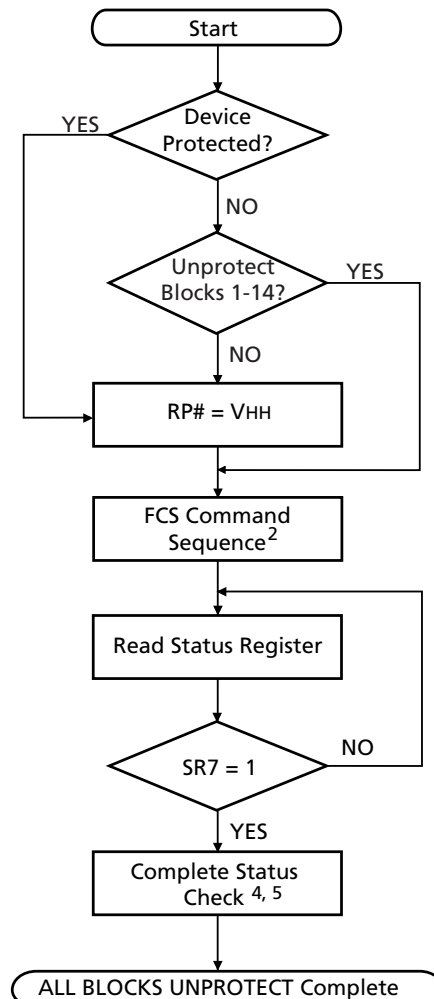 Start
YES
Device
Protected?
NO
Unprotect
Blocks 1-14?
YES
NO
RP# = VHH
FCS Command
Sequence2
Read Status Register
SR7 = 1
NO
YES
Complete Status
Check 4, 5
ALL BLOCKS UNPROTECT Complete